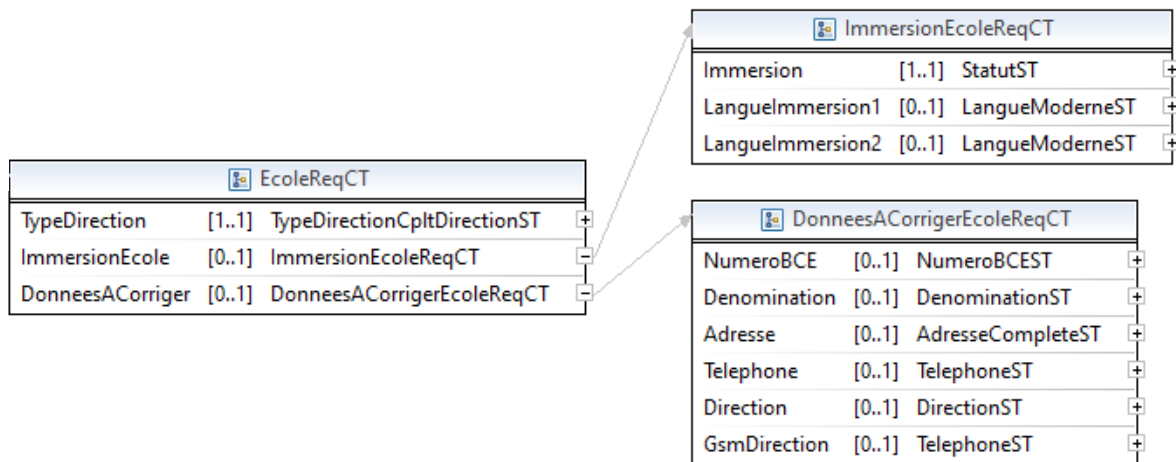 ImmersionEcoleReqCT
Immersion [1..1] StatutST
LangueImmersion1 [0..1] LangueModerneST
LangueImmersion2 [0..1] LangueModerneST
EcoleReqCT
TypeDirection [1..1] TypeDirectionCpltDirectionST
ImmersionEcole [0..1] ImmersionEcoleReqCT
DonneesACorriger [0..1] DonneesACorrigerEcoleReqCT
DonneesACorrigerEcoleReqCT
NumeroBCE [0..1] NumeroBCEST
Denomination [0..1] DenominationST
Adresse [0..1] AdresseCompleteST
Telephone [0..1] TelephoneST
Direction [0..1] DirectionST
GsmDirection [0..1] TelephoneST